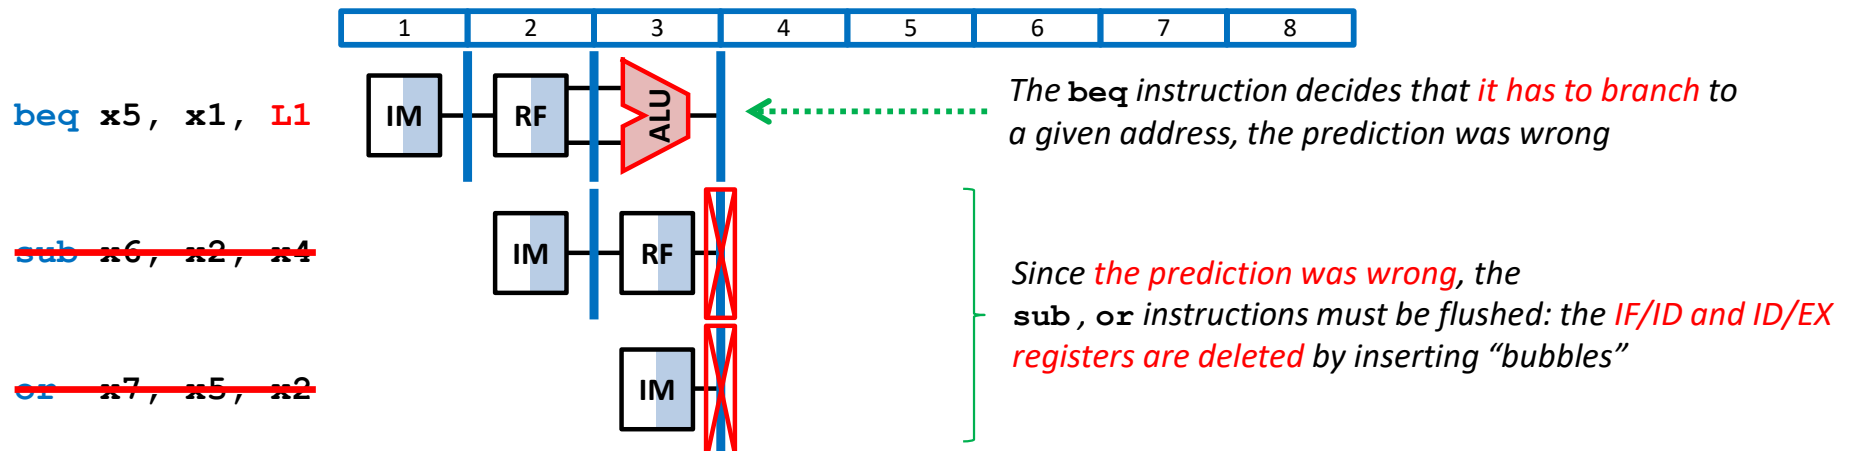 1 2 3 4 5 6 7 8
beq x5, x1, L1
IM RF ALU
The beq instruction decides that it has to branch to
a given address, the prediction was wrong
sub x6, x2, x4
IM RF
or x7, x5, x2
IM
Since the prediction was wrong, the
sub , or instructions must be flushed: the IF/ID and ID/EX
registers are deleted by inserting “bubbles”